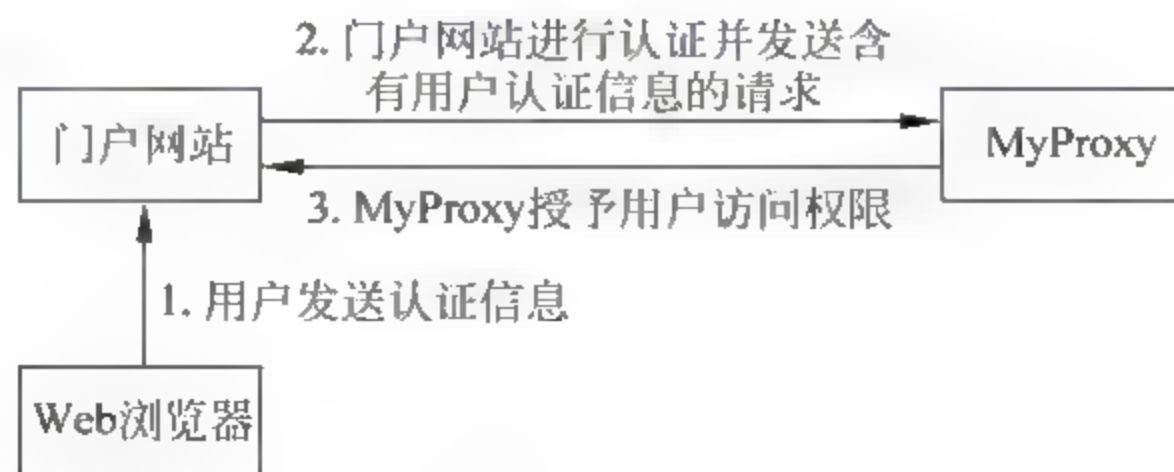 2. 门户网站进行认证并发送含
有用户认证信息的请求
门户网站
MyProxy
3. MyProxy授予用户访问权限
1. 用户发送认证信息
Web浏览器